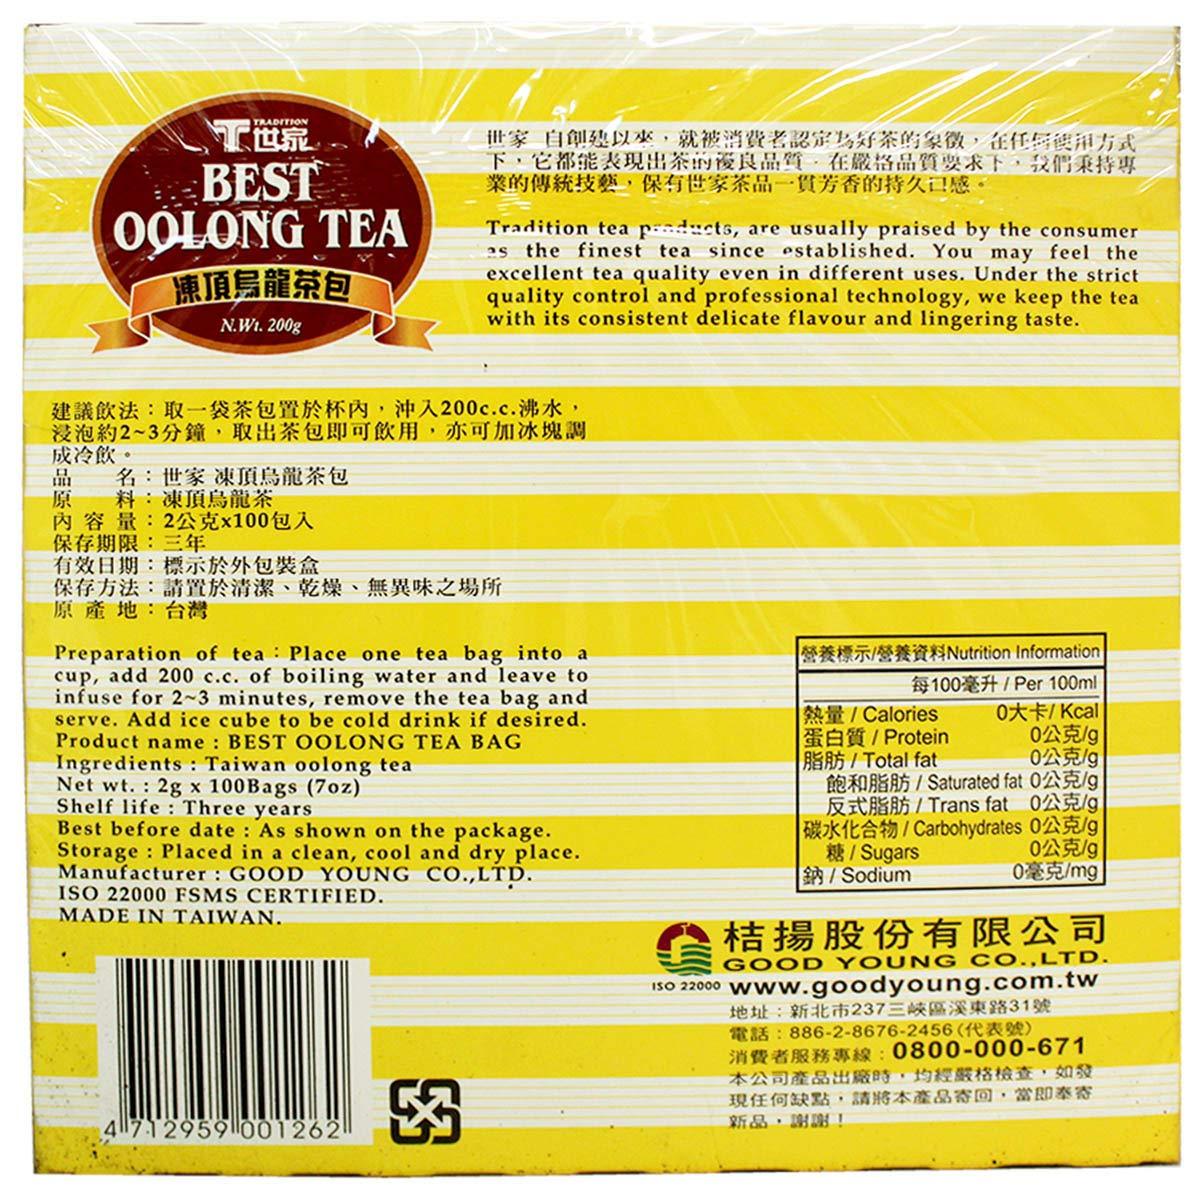 TRADITION
T世家
BEST
OOLONG TEA
凍頂烏龍茶包
N.Wt. 200g
世家 自創建以來，就被消費者認定為好茶的象徵，在任何使用方式
下，它都能表現出茶的優良品質。在嚴格品質要求下，我們秉持專
業的傳統技藝，保有世家茶品一貫芳香的持久口感。
Tradition tea products, are usually praised by the consumer
as the finest tea since established. You may feel the
excellent tea quality even in different uses. Under the strict
quality control and professional technology, we keep the tea
with its consistent delicate flavour and lingering taste.
建議飲法：取一袋茶包置於杯內，沖入200c.c.沸水，
浸泡約2~3分鐘，取出茶包即可飲用，亦可加冰塊調
成冷飲。
品 名：世家 凍頂烏龍茶包
原 料：凍頂烏龍茶
內 容 量：2公克x100包入
保存期限：三年
有效日期：標示於外包裝盒
保存方法：請置於清潔、乾燥、無異味之場所
原 產 地：台灣
Preparation of tea：Place one tea bag into a
cup, add 200 c.c. of boiling water and leave to
infuse for 2~3 minutes, remove the tea bag and
serve. Add ice cube to be cold drink if desired.
Product name : BEST OOLONG TEA BAG
Ingredients : Taiwan oolong tea
Net wt. : 2g x 100Bags (7oz)
Shelf life : Three years
Best before date : As shown on the package.
Storage : Placed in a clean, cool and dry place.
Manufacturer : GOOD YOUNG CO.,LTD.
ISO 22000 FSMS CERTIFIED.
MADE IN TAIWAN.
營養標示/營養資料Nutrition Information
每100毫升 / Per 100ml
熱量 / Calories 0大卡/ Kcal
蛋白質 / Protein 0公克/g
脂肪 / Total fat 0公克/g
飽和脂肪 / Saturated fat 0公克/g
反式脂肪 / Trans fat 0公克/g
碳水化合物 / Carbohydrates 0公克/g
糖 / Sugars 0公克/g
鈉 / Sodium 0毫克/mg
桔揚股份有限公司
GOOD YOUNG CO.,LTD.
ISO 22000 www.goodyoung.com.tw
地址：新北市237三峽區溪東路31號
電話：886-2-8676-2456(代表號)
消費者服務專線：0800-000-671
本公司產品出廠時，均經嚴格檢查，如發
現任何缺點，請將本產品寄回，當即奉寄
新品，謝謝！
4 712959 001262